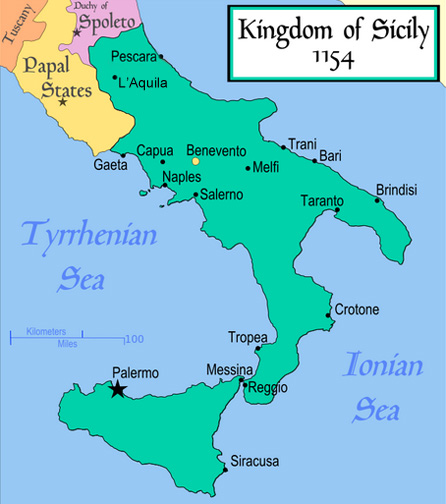 Duchy of
Spoleto
Tuscany
Kingdom of Sicily
1154
Papal
States
Pescara
L'Aquila
Gaeta
Capua
Benevento
Naples
Salerno
Melfi
Trani
Bari
Taranto
Brindisi
Tyrrhenian
Sea
Crotone
Kilometers
Miles
100
Tropea
Ionian
Sea
Palermo
Messina
Reggio
Siracusa